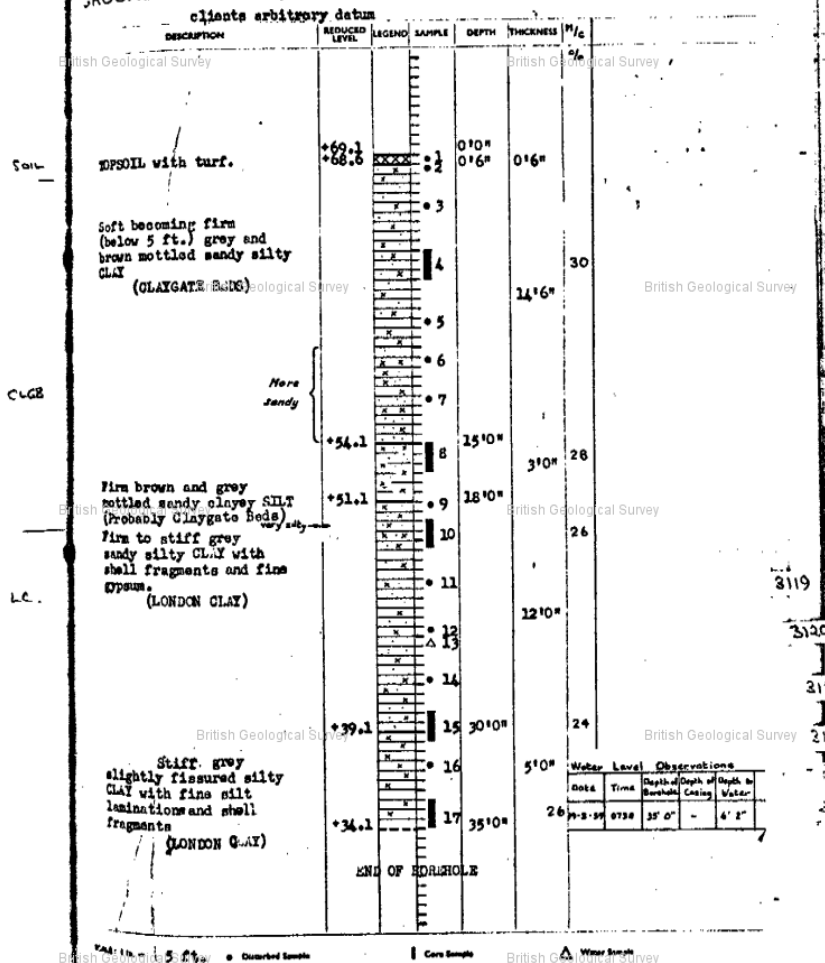 clients arbitrary datum
DESCRIPTION REDUCED LEVEL LEGEND SAMPLE DEPTH THICKNESS M/c %
British Geological Survey British Geological Survey
+69.1 0'0"
SOIL TOPSOIL with turf. +68.6 1 0'6" 0'6"
2
3
Soft becoming firm
(below 5 ft.) grey and
brown mottled sandy silty
CLAY
4 30
(CLAYGATE BEDS)
British Geological Survey British Geological Survey
14'6"
5
6
More
sandy
7
CLGB
+54.1 15'0"
8 28
3'0"
Firm brown and grey
mottled sandy clayey SILT
(Probably Claygate Beds)
+51.1 9 18'0"
British Geological Survey British Geological Survey
very silty
10 26
Firm to stiff grey
sandy silty CLAY with
shell fragments and fine
gypsum.
(LONDON CLAY)
11
LC.
12'0"
3119
12
13
3120
14
+39.1 15 30'0" 24
British Geological Survey British Geological Survey
Stiff grey
slightly fissured silty
CLAY with fine silt
laminations and shell
fragments
(LONDON CLAY)
16 5'0"
+34.1 17 35'0" 26
Water Level Observations
Date Time Depth of Borehole Depth of Casing Depth to Water
0730 35' 0" - 4' 2"
END OF BOREHOLE
5 ft. Disturbed Sample Core Sample Water Sample
British Geological Survey British Geological Survey